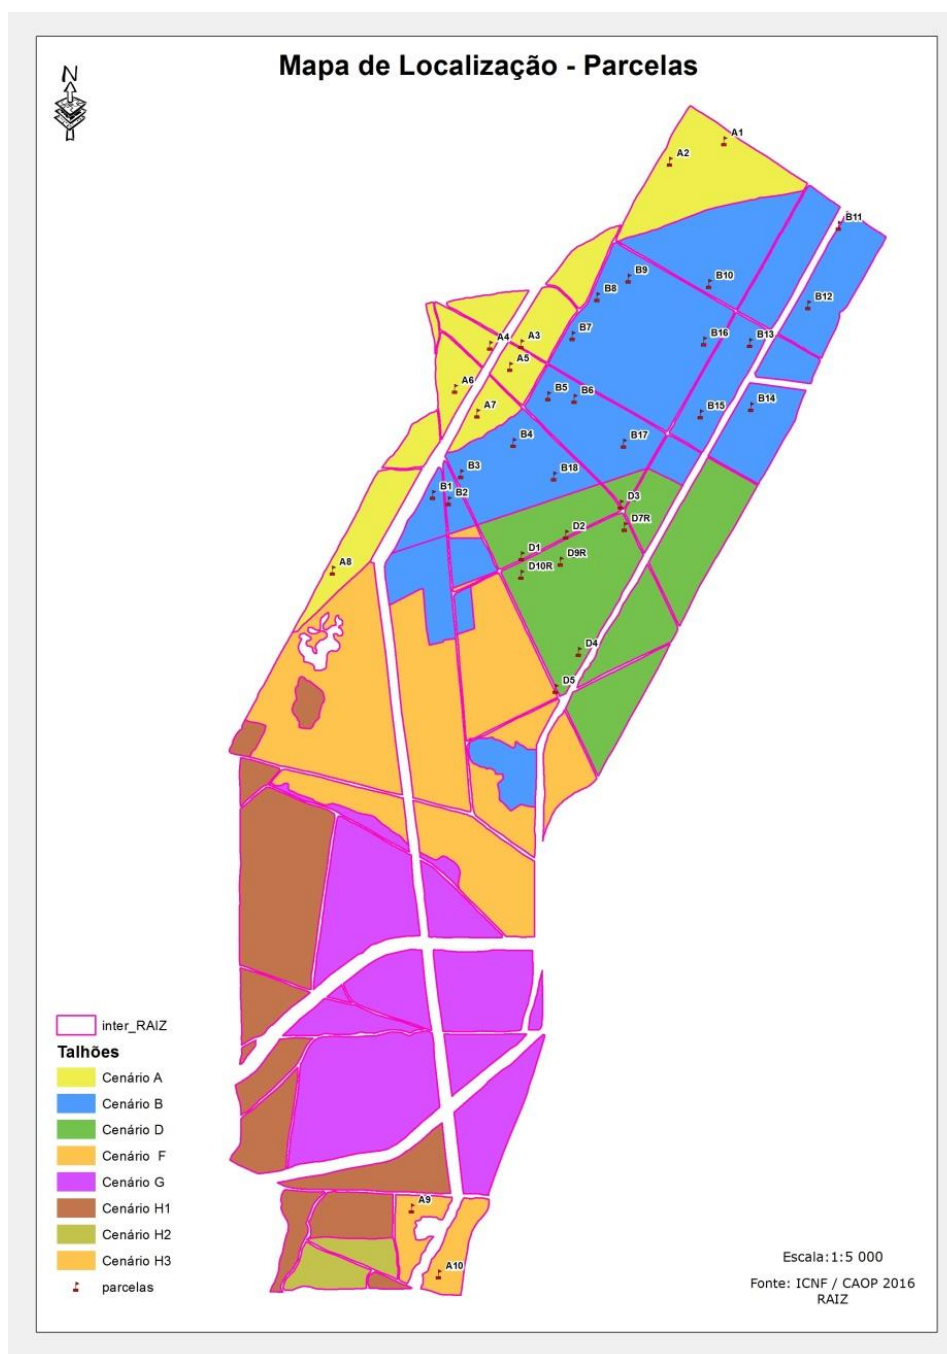 Mapa de Localização - Parcelas
N
A1
A2
B11
B9
B10
B8
B12
B7
A4
A3
B16
B13
A5
A6
B5
B6
A7
B15
B14
B4
B17
B3
B18
B1
B2
D3
D7R
D2
D1
D9R
D10R
A8
D4
D5
A9
A10
inter_RAIZ
Talhões
Cenário A
Cenário B
Cenário D
Cenário F
Cenário G
Cenário H1
Cenário H2
Cenário H3
parcelas
Escala:1:5 000
Fonte: ICNF / CAOP 2016
RAIZ